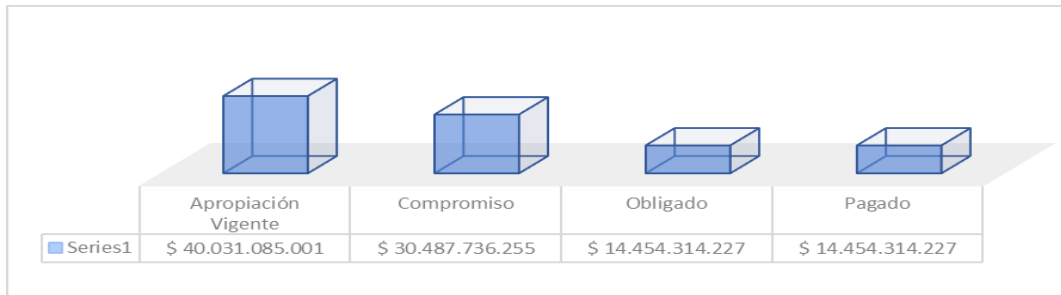 Apropiación
Vigente
Compromiso
Obligado
Pagado
Series1 $ 40.031.085.001 $ 30.487.736.255 $ 14.454.314.227 $ 14.454.314.227